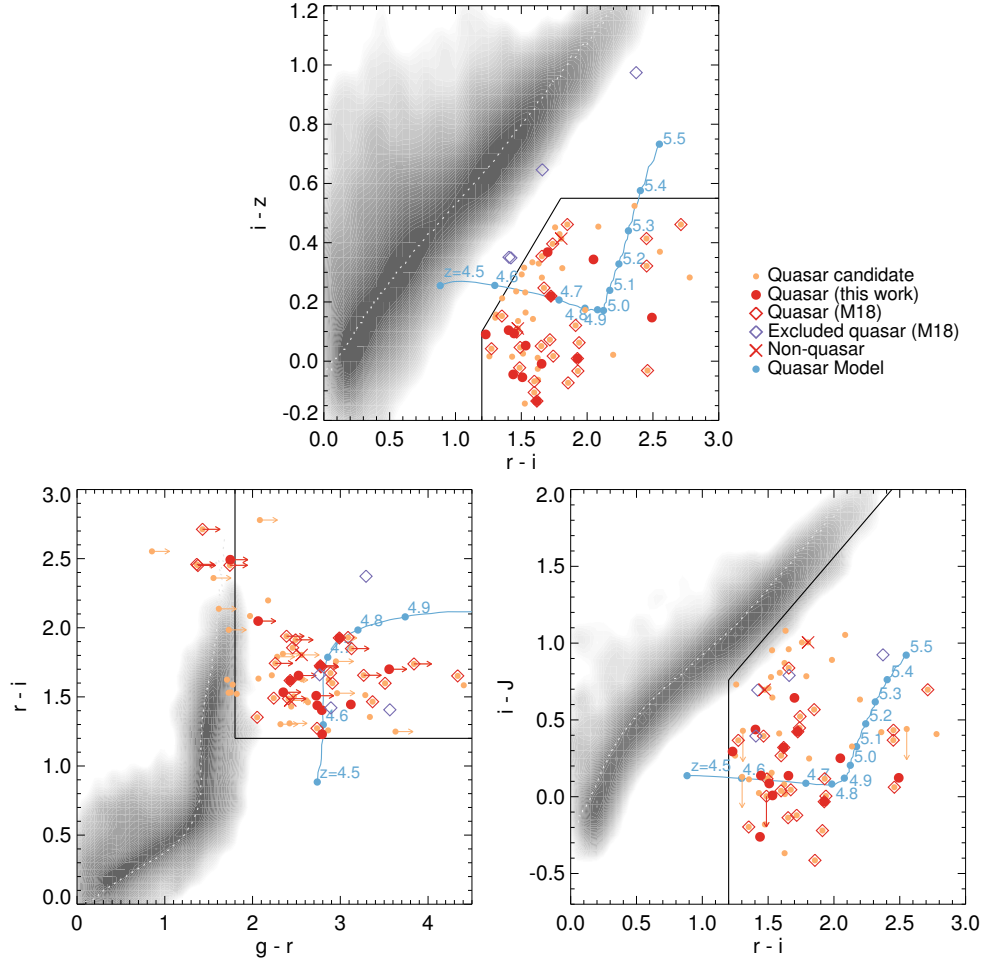 1.2
1.0
0.8
0.6
0.4
0.2
0.0
-0.2
i - z
0.0 0.5 1.0 1.5 2.0 2.5 3.0
r - i
z=4.5
4.6
4.7
4.8
4.9
5.0
5.1
5.2
5.3
5.4
5.5
Quasar candidate
Quasar (this work)
Quasar (M18)
Excluded quasar (M18)
Non-quasar
Quasar Model
3.0
2.5
2.0
1.5
1.0
0.5
0.0
r - i
0 1 2 3 4
g - r
z=4.5
4.6
4.8
4.9
2.0
1.5
1.0
0.5
0.0
-0.5
i - J
0.0 0.5 1.0 1.5 2.0 2.5 3.0
r - i
z=4.5
4.6
4.7
4.8
4.9
5.0
5.1
5.2
5.3
5.4
5.5